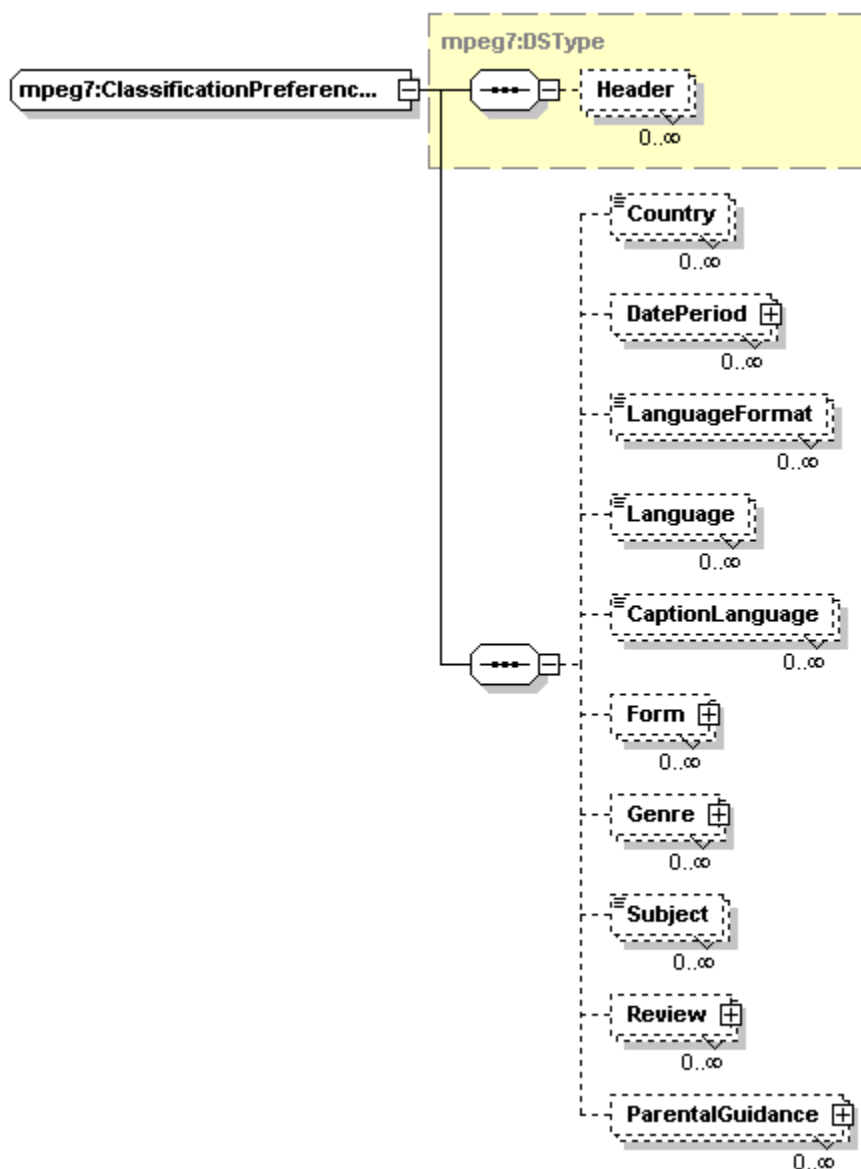 mpeg7:DSType
mpeg7:ClassificationPreferenc...
Header
0..∞
Country
0..∞
DatePeriod
0..∞
LanguageFormat
0..∞
Language
0..∞
CaptionLanguage
0..∞
Form
0..∞
Genre
0..∞
Subject
0..∞
Review
0..∞
ParentalGuidance
0..∞